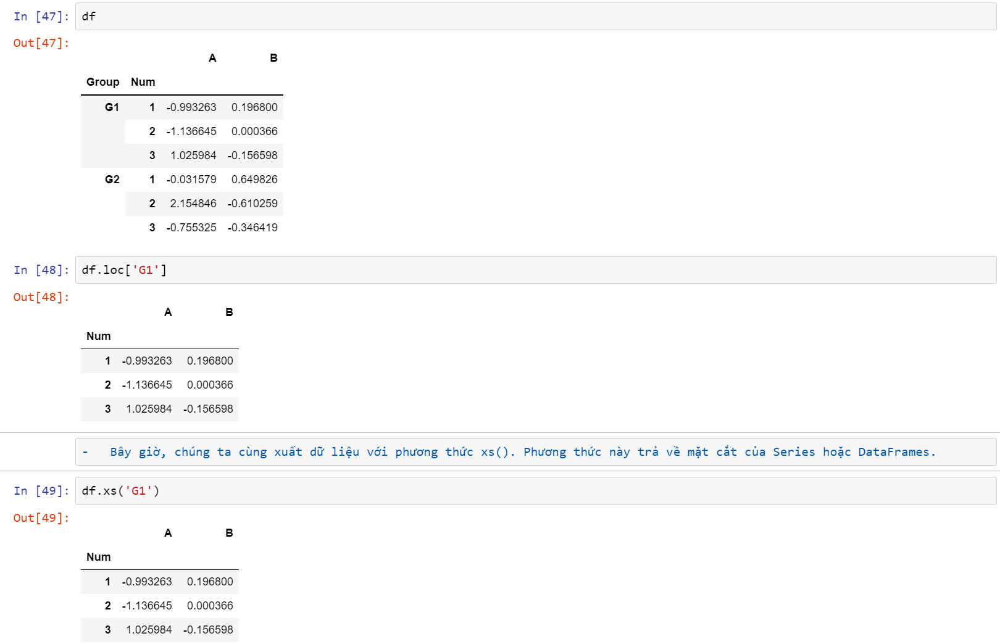 In [47]: df
Out[47]:
A B
Group Num
G1 1 -0.993263 0.196800
2 -1.136645 0.000366
3 1.025984 -0.156598
G2 1 -0.031579 0.649826
2 2.154846 -0.610259
3 -0.755325 -0.346419
In [48]: df.loc['G1']
Out[48]:
A B
Num
1 -0.993263 0.196800
2 -1.136645 0.000366
3 1.025984 -0.156598
- Bây giờ, chúng ta cùng xuất dữ liệu với phương thức xs(). Phương thức này trả về mặt cắt của Series hoặc DataFrames.
In [49]: df.xs('G1')
Out[49]:
A B
Num
1 -0.993263 0.196800
2 -1.136645 0.000366
3 1.025984 -0.156598